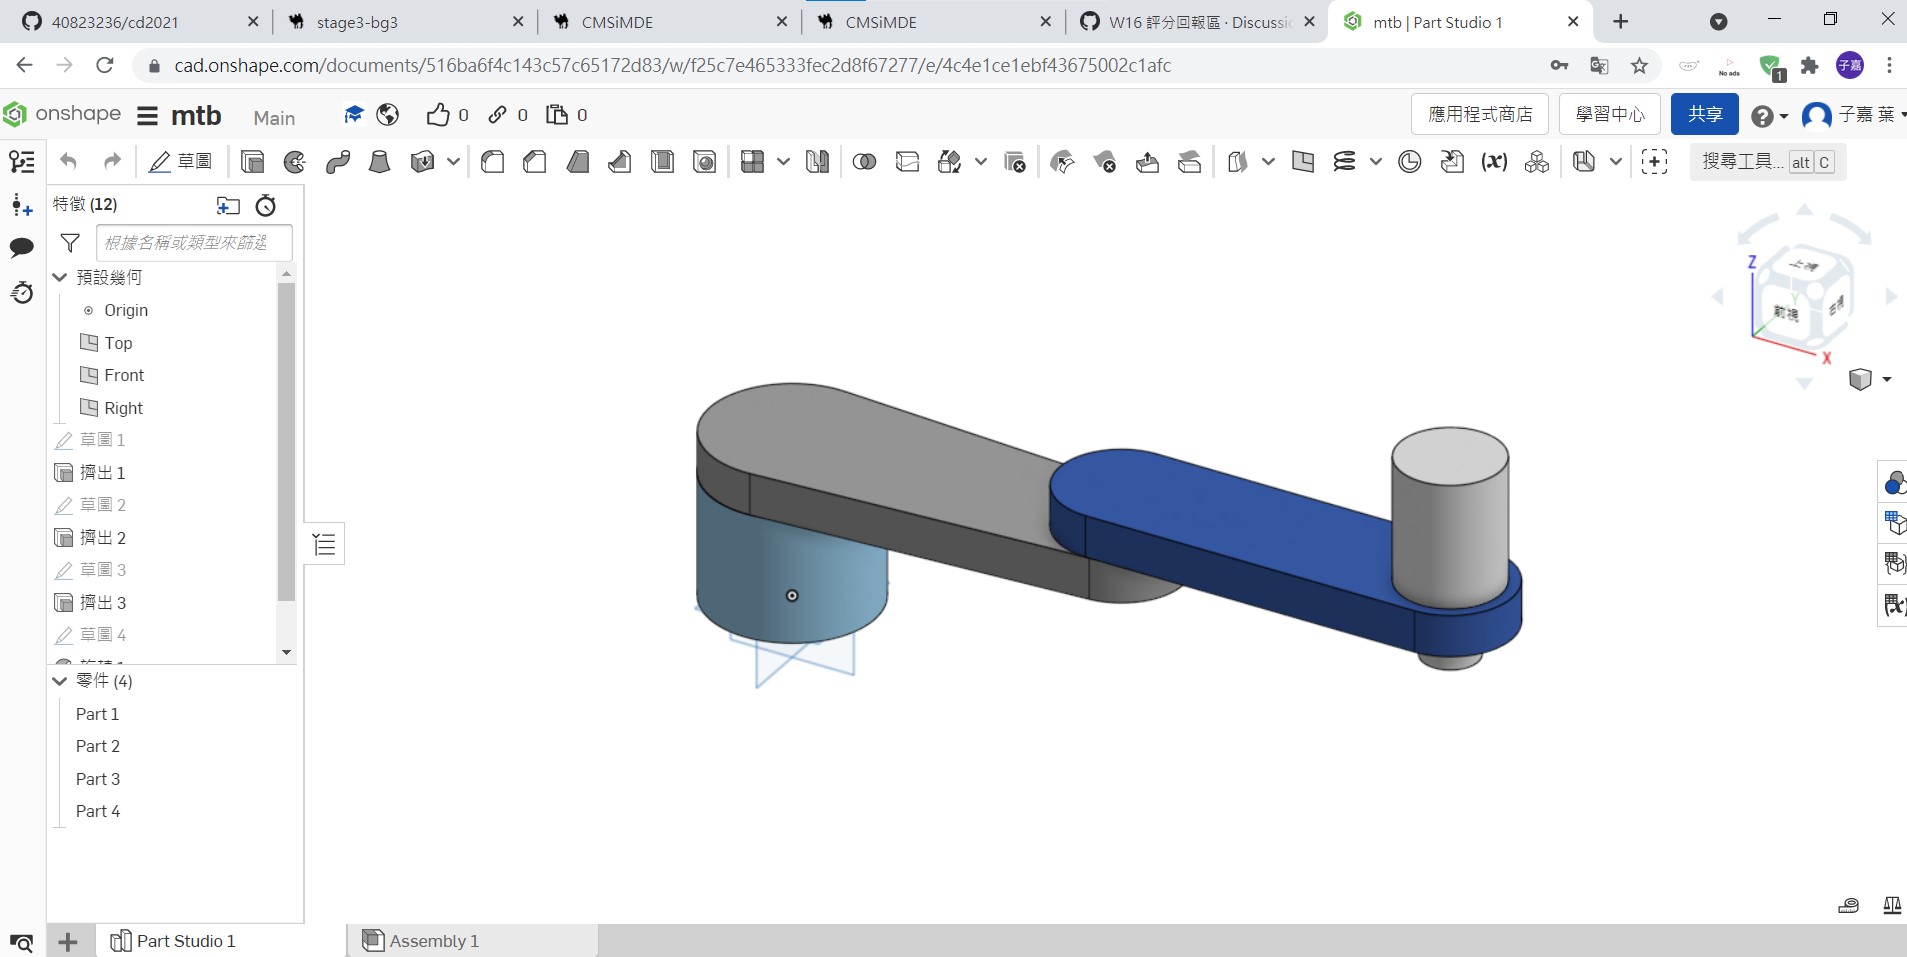 40823236/cd2021
stage3-bg3
CMSiMDE
CMSiMDE
W16 評分回報區 · Discussi
mtb | Part Studio 1
cad.onshape.com/documents/516ba6f4c143c57c65172d83/w/f25c7e465333fec2d8f67277/e/4c4e1ce1ebf43675002c1afc
No ads
1
子嘉
onshape
mtb
Main
0
0
0
應用程式商店
學習中心
共享
子嘉 葉
草圖
(x)
搜尋工具... alt C
特徵 (12)
根據名稱或類型來篩選
預設幾何
Origin
Top
Front
Right
草圖 1
擠出 1
草圖 2
擠出 2
草圖 3
擠出 3
草圖 4
零件 (4)
Part 1
Part 2
Part 3
Part 4
Z
上視
Y
前視
右視
X
(x)
Part Studio 1
Assembly 1